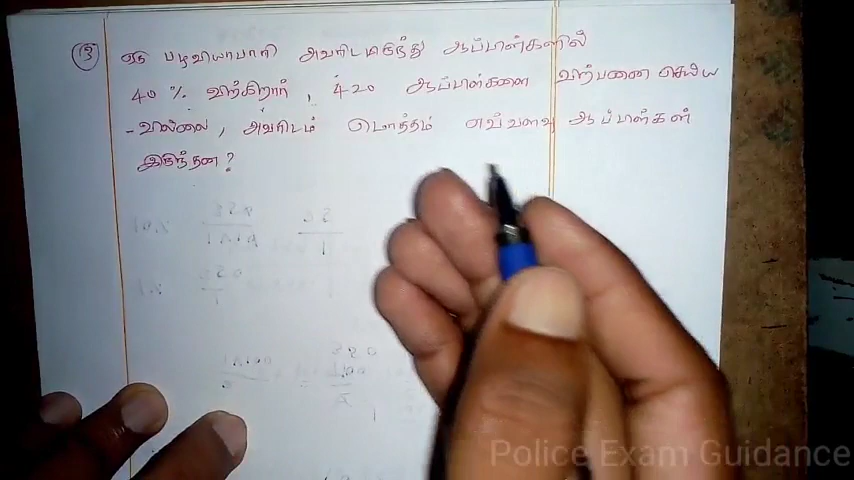 13 ஒரு பழவியாபாரி அவரிடமிருந்து ஆப்பிள்களில்
40 % விற்கிறார் , 420 ஆப்பிள்களை விற்பனை செய்ய
-வில்லை , அவரிடம் மொத்தம் எவ்வளவு ஆப்பிள்கள்
இருந்தன ?
Police Exam Guidance